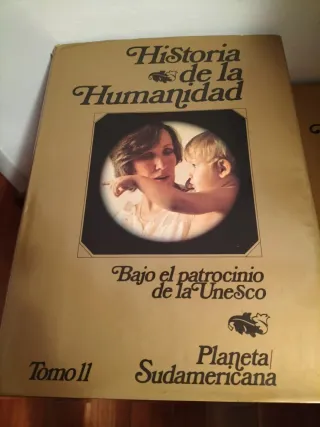 Historia
de la
Humanidad
Bajo el patrocinio
de la Unesco
Planeta/
Tomo 11 Sudamericana